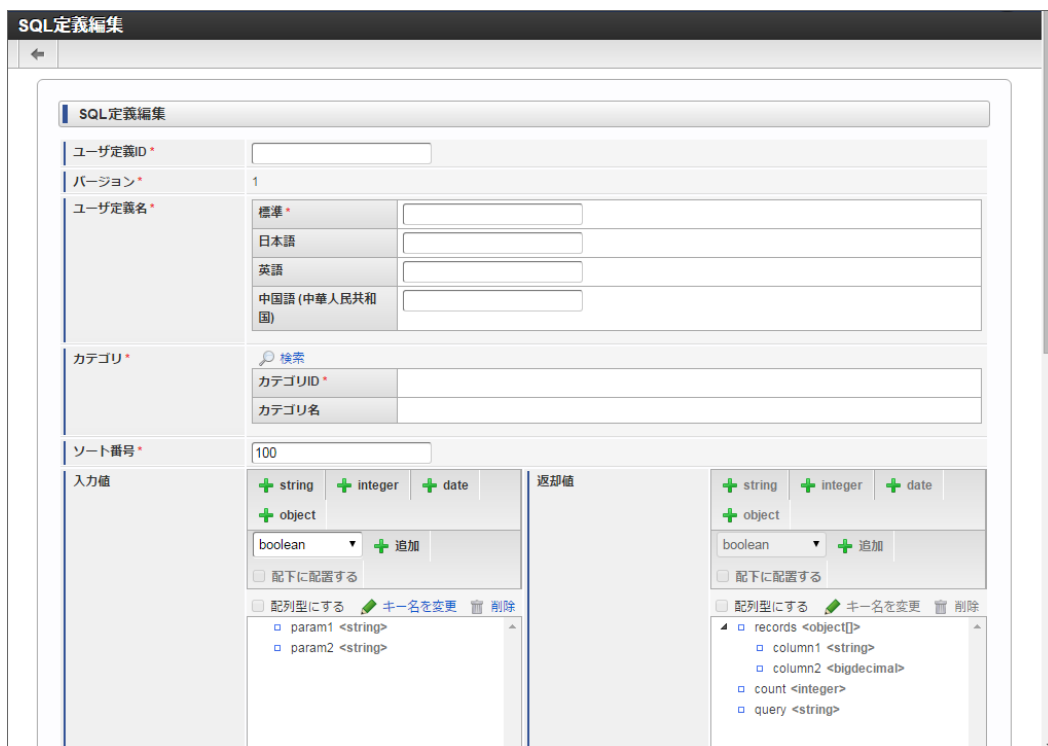 SQL定義編集
SQL定義編集
ユーザ定義ID *
バージョン * 1
ユーザ定義名 * 標準 *
日本語
英語
中国語 (中華人民共和
国)
カテゴリ * 検索
カテゴリID *
カテゴリ名
ソート番号 * 100
入力値
string integer date
object
boolean 追加
配下に配置する
配列型にする キー名を変更 削除
param1 <string>
param2 <string>
返却値
string integer date
object
boolean 追加
配下に配置する
配列型にする キー名を変更 削除
records <object[]>
column1 <string>
column2 <bigdecimal>
count <integer>
query <string>